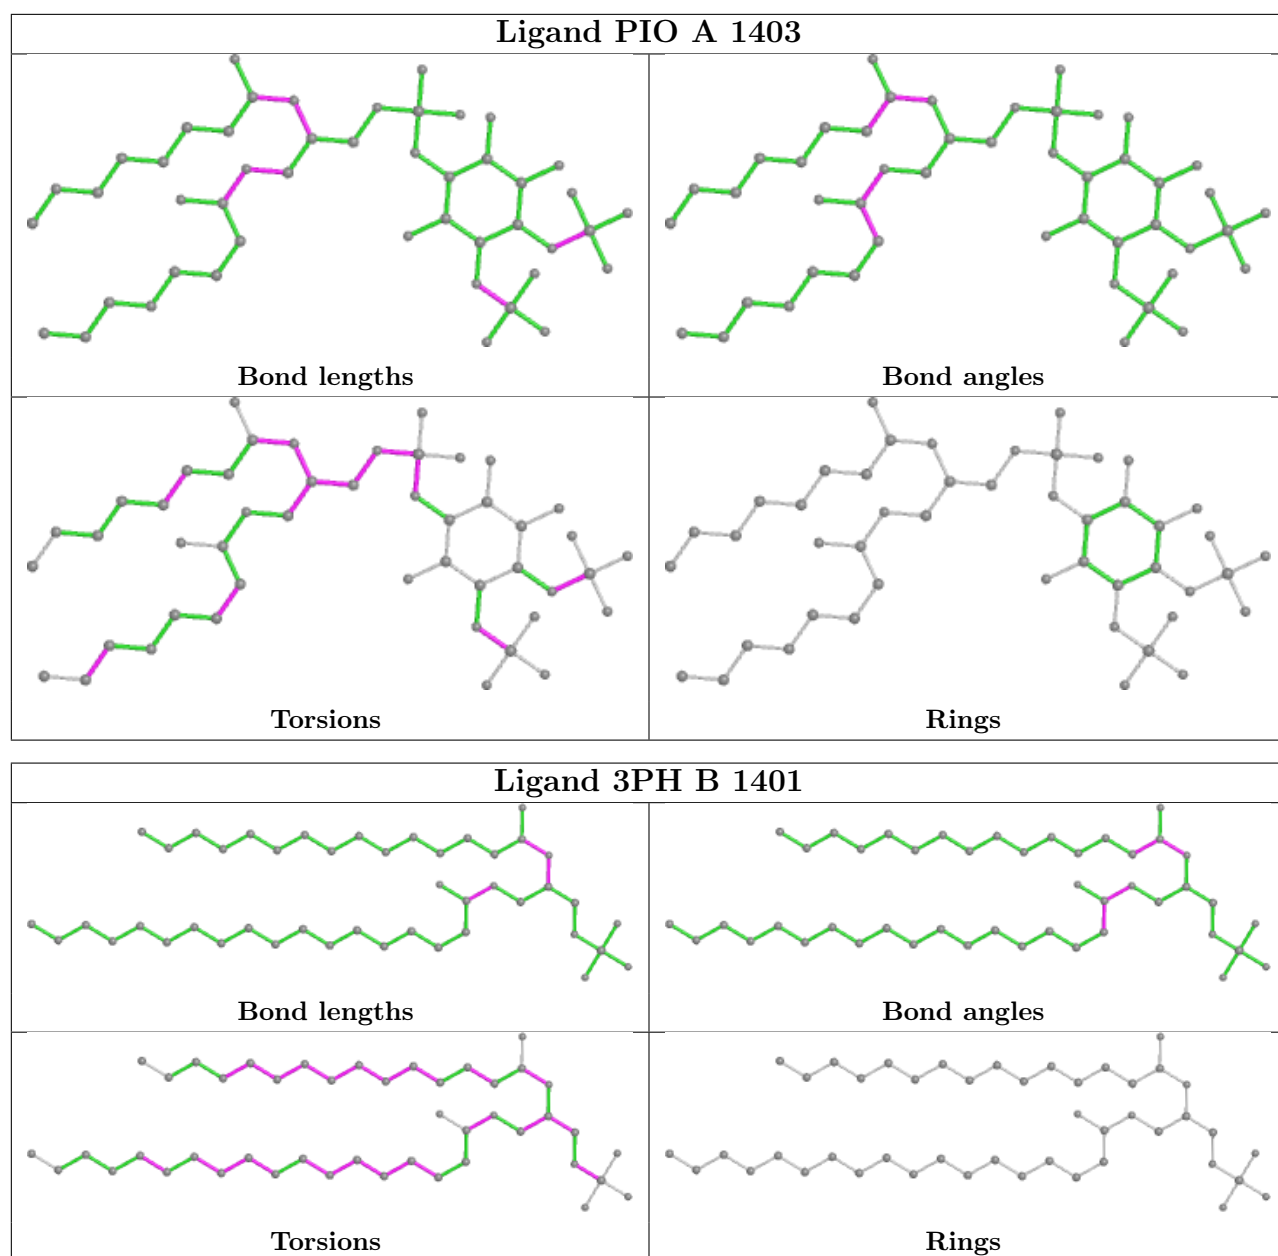 Ligand PIO A 1403
Bond lengths
Bond angles
Torsions
Rings
Ligand 3PH B 1401
Bond lengths
Bond angles
Torsions
Rings